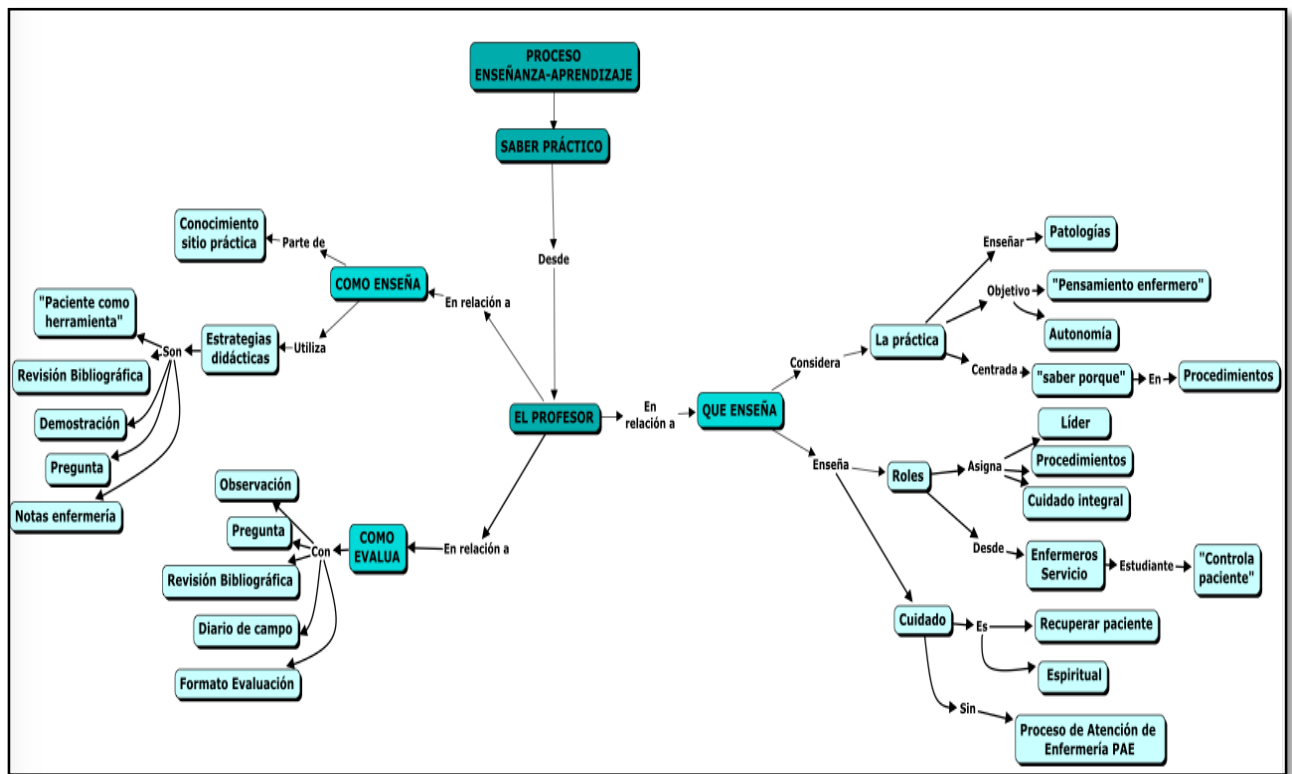 PROCESO
ENSEÑANZA-APRENDIZAJE
SABER PRÁCTICO
Desde
EL PROFESOR
En relación a
COMO ENSEÑA
Parte de
Conocimiento
sitio práctica
Utiliza
Estrategias
didácticas
Son
"Paciente como
herramienta"
Revisión Bibliográfica
Demostración
Pregunta
Notas enfermería
En relación a
COMO
EVALUA
Con
Observación
Pregunta
Revisión Bibliográfica
Diario de campo
Formato Evaluación
En
relación a
QUE ENSEÑA
Considera
La práctica
Enseñar
Patologías
Objetivo
"Pensamiento enfermero"
Autonomía
Centrada
"saber porque"
En
Procedimientos
Enseña
Roles
Asigna
Líder
Procedimientos
Cuidado integral
Desde
Enfermeros
Servicio
Estudiante
"Controla
paciente"
Cuidado
Es
Recuperar paciente
Espiritual
Sin
Proceso de Atención de
Enfermería PAE